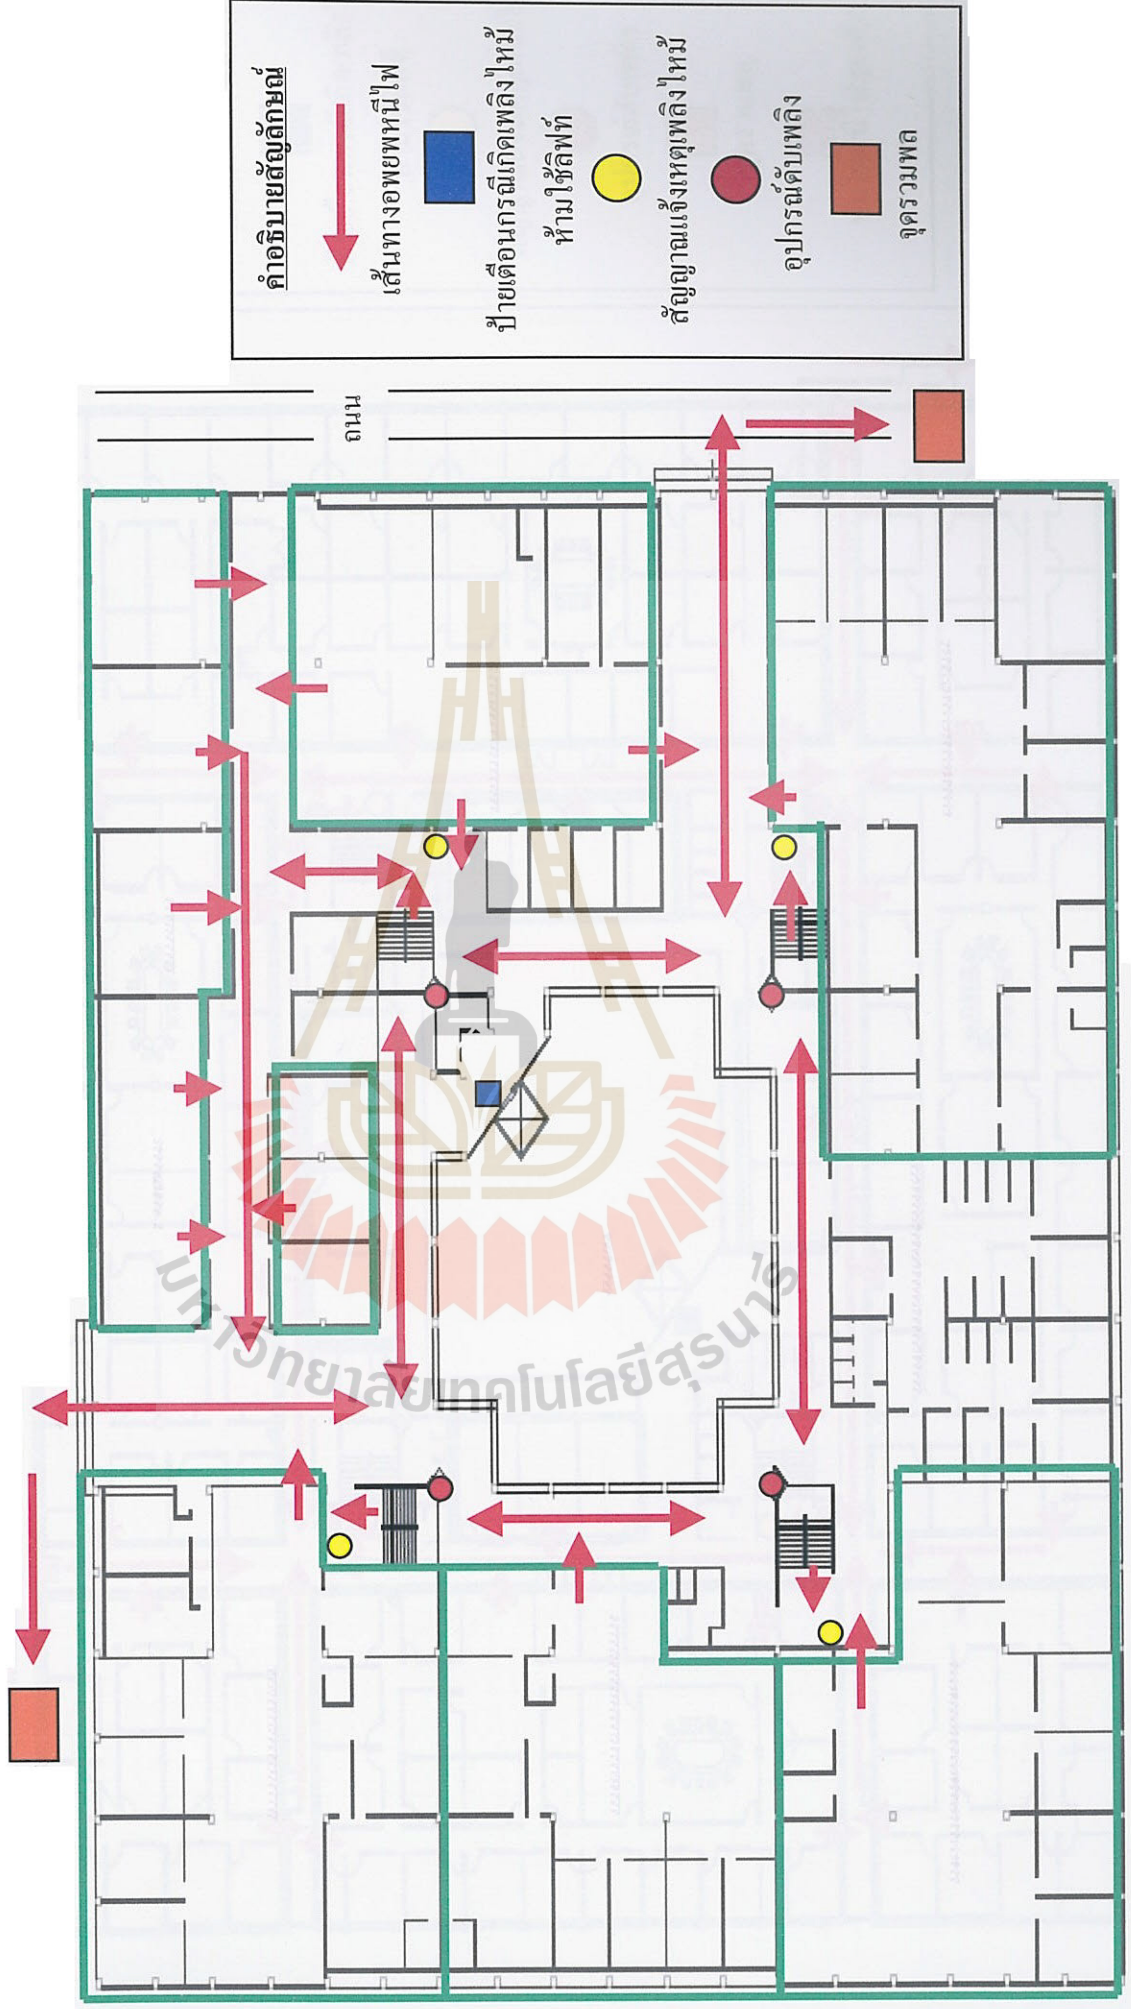 คำอธิบายสัญลักษณ์
เส้นทางอพยพหนีไฟ
ป้ายเตือนกรณีเกิดเพลิงไหม้
ห้ามใช้ลิฟท์
สัญญาณแจ้งเหตุเพลิงไหม้
อุปกรณ์ดับเพลิง
จุดรวมพล
ถนน
มหาวิทยาลัยเทคโนโลยีสุรนารี